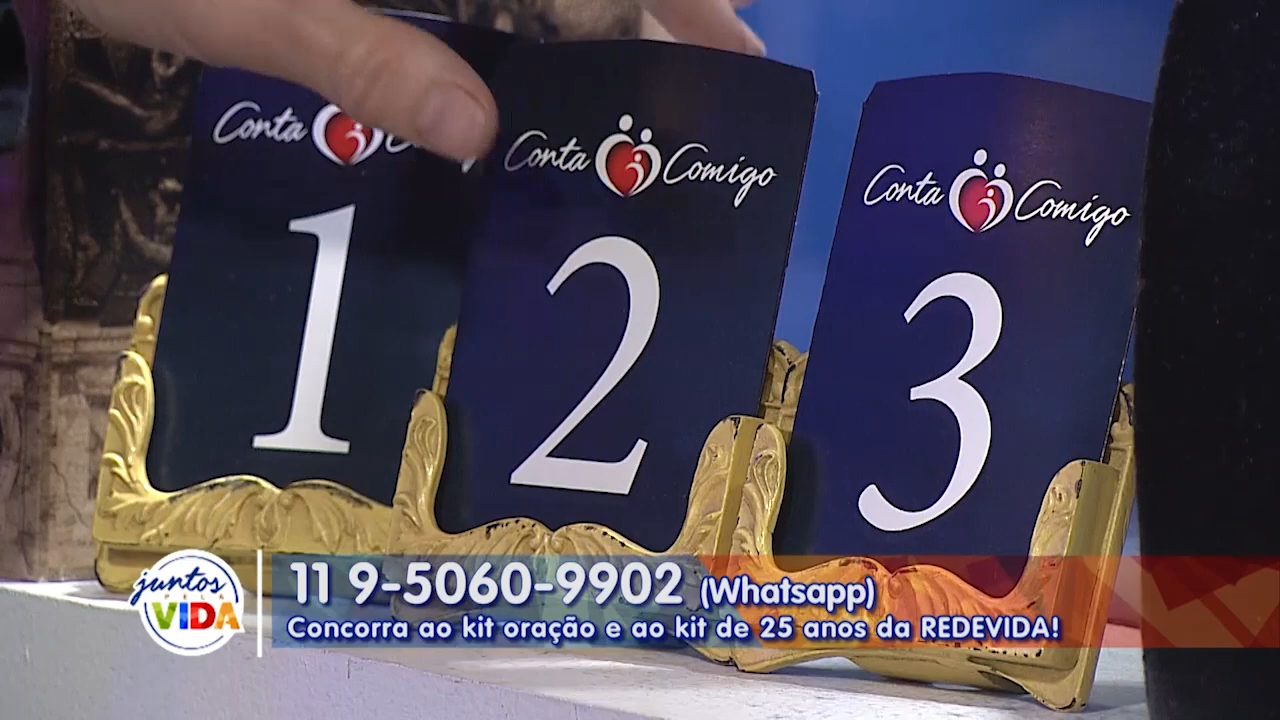 Conta
1
Conta Comigo
2
Conta Comigo
3
juntos
PELA
VIDA
11 9-5060-9902 (Whatsapp)
Concorra ao kit oração e ao kit de 25 anos da REDEVIDA!